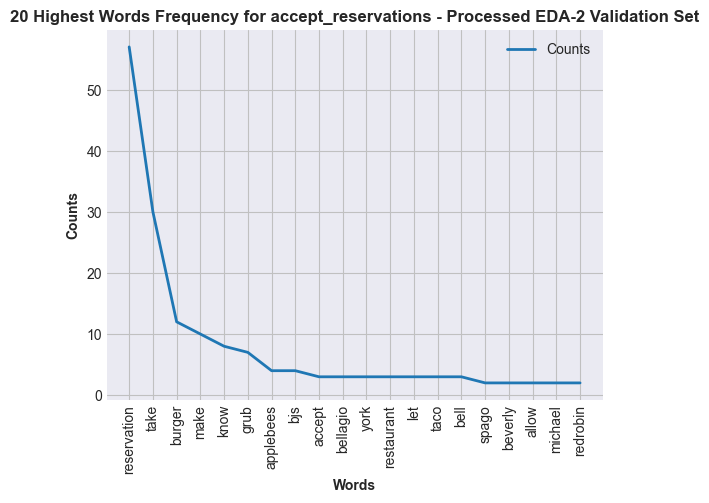 20 Highest Words Frequency for accept_reservations - Processed EDA-2 Validation Set
Counts
50
40
30
20
10
0
Counts
reservation
take
burger
make
know
grub
applebees
bjs
accept
bellagio
york
restaurant
let
taco
bell
spago
beverly
allow
michael
redrobin
Words